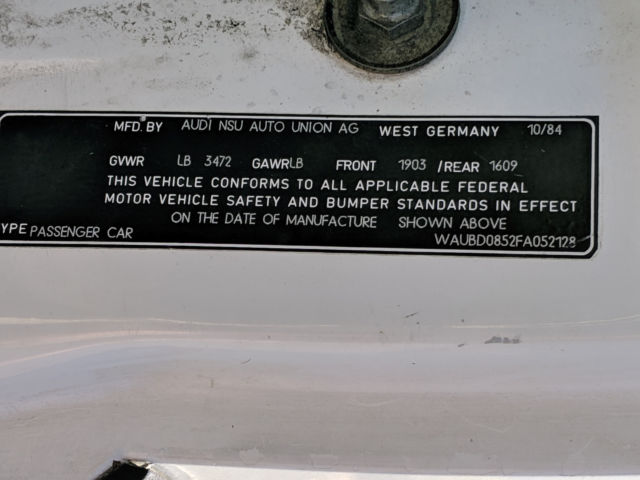 MFD. BY AUDI NSU AUTO UNION AG WEST GERMANY 10/84
GVWR LB 3472 GAWRLB FRONT 1903 /REAR 1609
THIS VEHICLE CONFORMS TO ALL APPLICABLE FEDERAL
MOTOR VEHICLE SAFETY AND BUMPER STANDARDS IN EFFECT
ON THE DATE OF MANUFACTURE SHOWN ABOVE
YPE PASSENGER CAR WAUBD0852FA052128